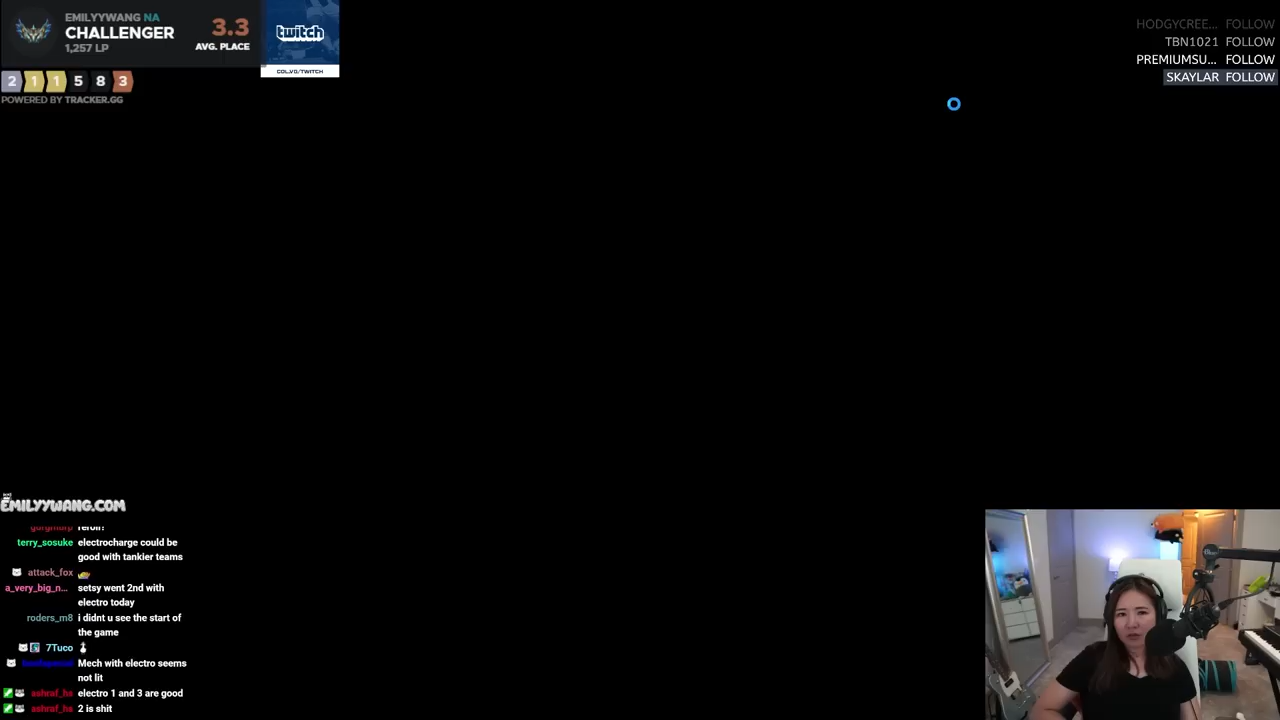 EMILYYWANG NA
CHALLENGER
1,257 LP
3.3
AVG. PLACE
twitch
COL.VG/TWITCH
2 1 1 5 8 3
POWERED BY TRACKER.GG
HODGYCREE... FOLLOW
TBN1021 FOLLOW
PREMIUMSU... FOLLOW
SKAYLAR FOLLOW
EMILYYWANG.COM
terry_sosuke electrocharge could be
good with tankier teams
attack_fox
a_very_big_n... setsy went 2nd with
electro today
roders_m8 i didnt u see the start of
the game
7Tuco
Mech with electro seems
not lit
ashraf_hs electro 1 and 3 are good
ashraf_hs 2 is shit